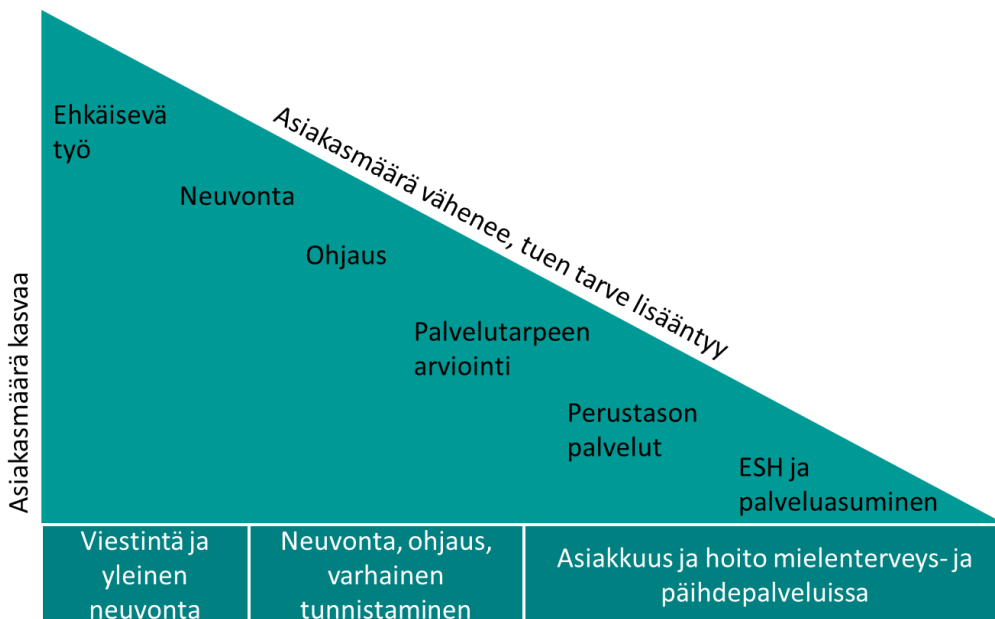 Ehkäisevä
työ
Neuvonta
Ohjaus
Palvelutarpeen
arviointi
Perustason
palvelut
ESH ja
palveluasuminen
Asiakasmäärä vähenee, tuen tarve lisääntyy
Asiakasmäärä kasvaa
Viestintä ja
yleinen
neuvonta
Neuvonta, ohjaus,
varhainen
tunnistaminen
Asiakkuus ja hoito mielenterveys- ja
päihdepalveluissa